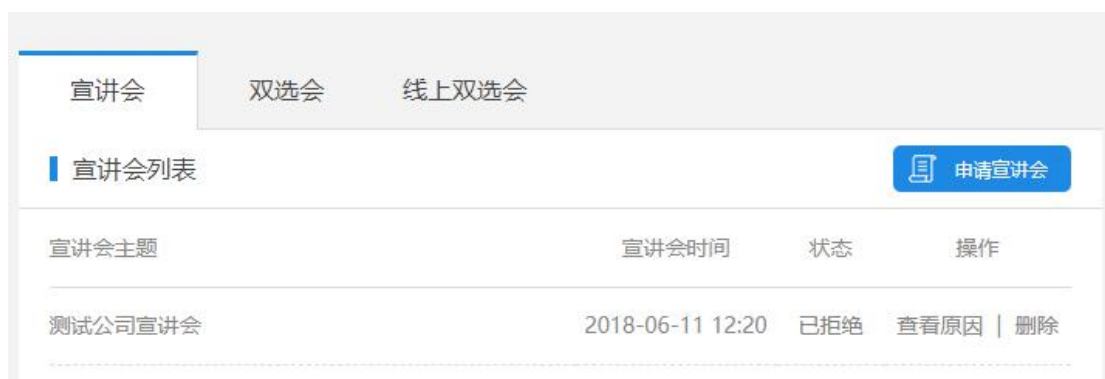 宣讲会 双选会 线上双选会
宣讲会列表 申请宣讲会
宣讲会主题 宣讲会时间 状态 操作
测试公司宣讲会 2018-06-11 12:20 已拒绝 查看原因 | 删除